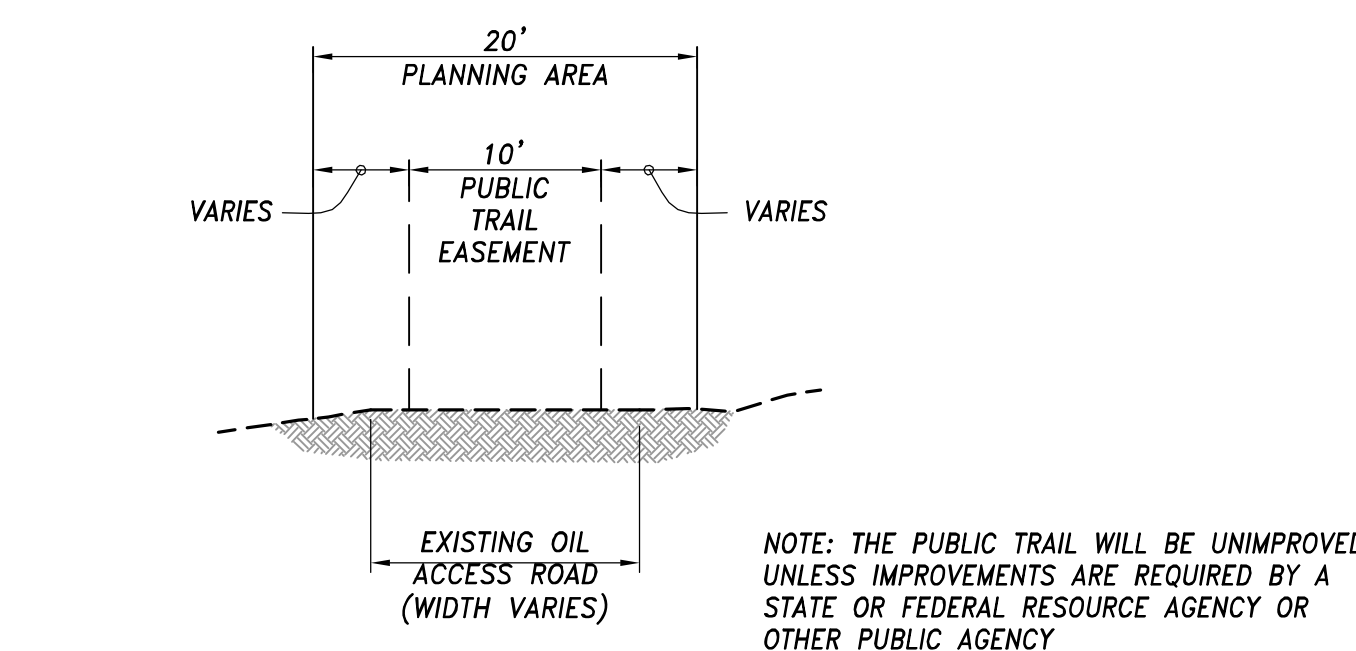 20'
PLANNING AREA
10'
PUBLIC
TRAIL
EASEMENT
VARIES
VARIES
EXISTING OIL
ACCESS ROAD
(WIDTH VARIES)
NOTE: THE PUBLIC TRAIL WILL BE UNIMPROVED
UNLESS IMPROVEMENTS ARE REQUIRED BY A
STATE OR FEDERAL RESOURCE AGENCY OR
OTHER PUBLIC AGENCY